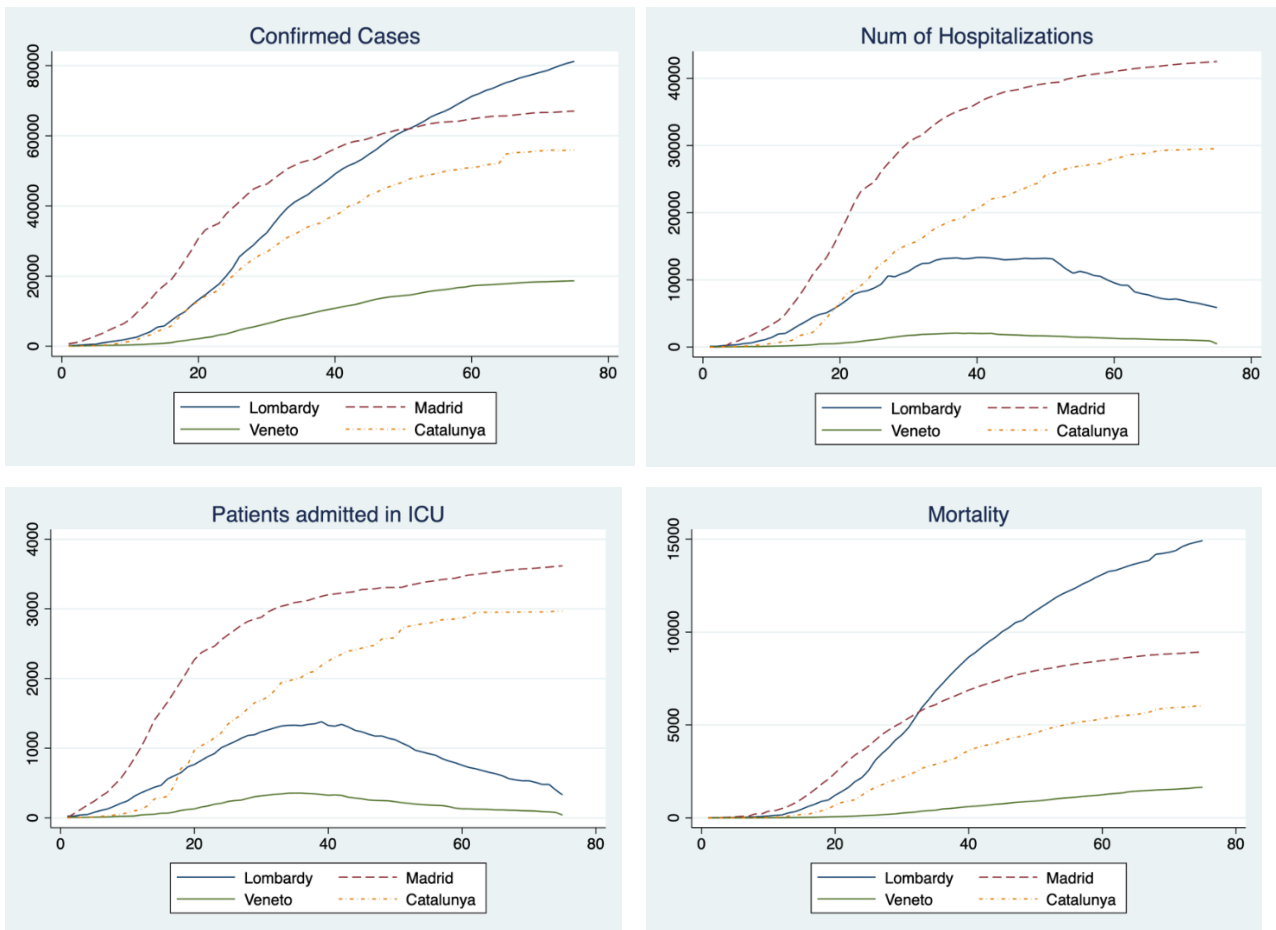 Confirmed Cases
80000
60000
40000
20000
0
0 20 40 60 80
Lombardy Madrid
Veneto Catalunya
Num of Hospitalizations
40000
30000
20000
10000
0
0 20 40 60 80
Lombardy Madrid
Veneto Catalunya
Patients admitted in ICU
4000
3000
2000
1000
0
0 20 40 60 80
Lombardy Madrid
Veneto Catalunya
Mortality
15000
10000
5000
0
0 20 40 60 80
Lombardy Madrid
Veneto Catalunya